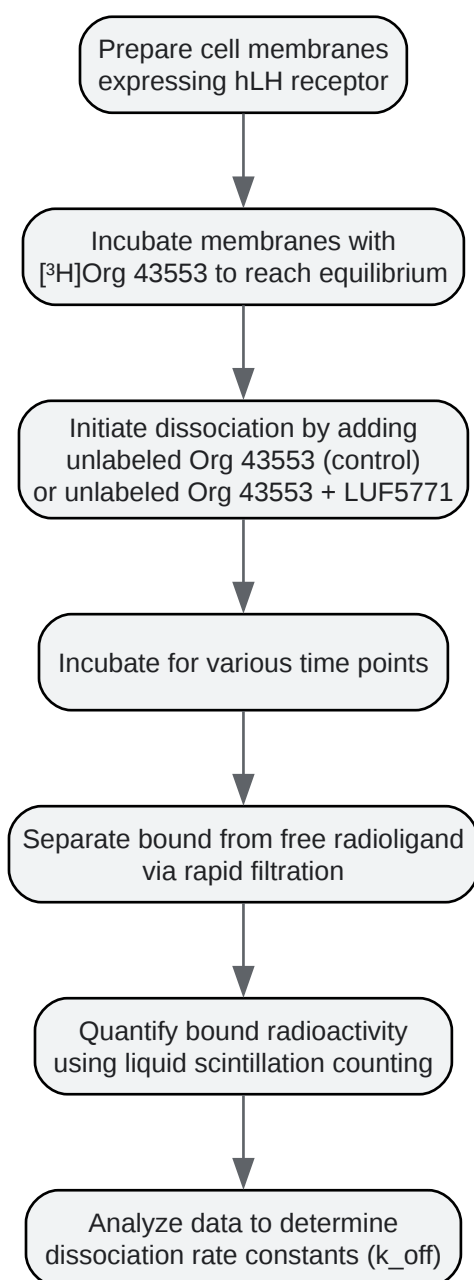 Prepare cell membranes
expressing hLH receptor
Incubate membranes with
[³H]Org 43553 to reach equilibrium
Initiate dissociation by adding
unlabeled Org 43553 (control)
or unlabeled Org 43553 + LUF5771
Incubate for various time points
Separate bound from free radioligand
via rapid filtration
Quantify bound radioactivity
using liquid scintillation counting
Analyze data to determine
dissociation rate constants (k_off)